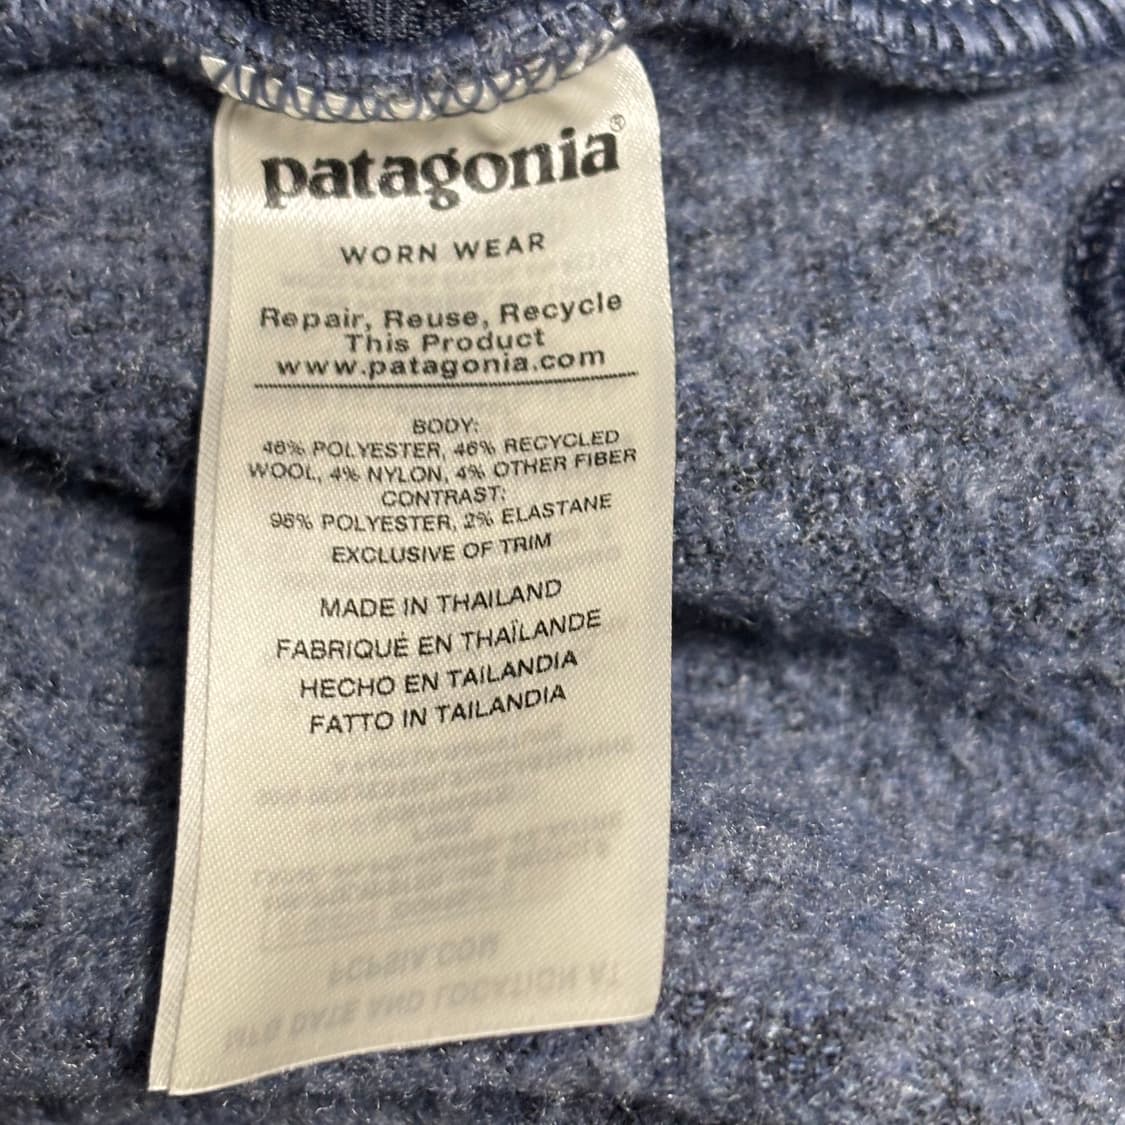 patagonia®
WORN WEAR
Repair, Reuse, Recycle
This Product
www.patagonia.com
BODY:
46% POLYESTER, 46% RECYCLED
WOOL, 4% NYLON, 4% OTHER FIBER
CONTRAST:
98% POLYESTER, 2% ELASTANE
EXCLUSIVE OF TRIM
MADE IN THAILAND
FABRIQUÉ EN THAÏLANDE
HECHO EN TAILANDIA
FATTO IN TAILANDIA